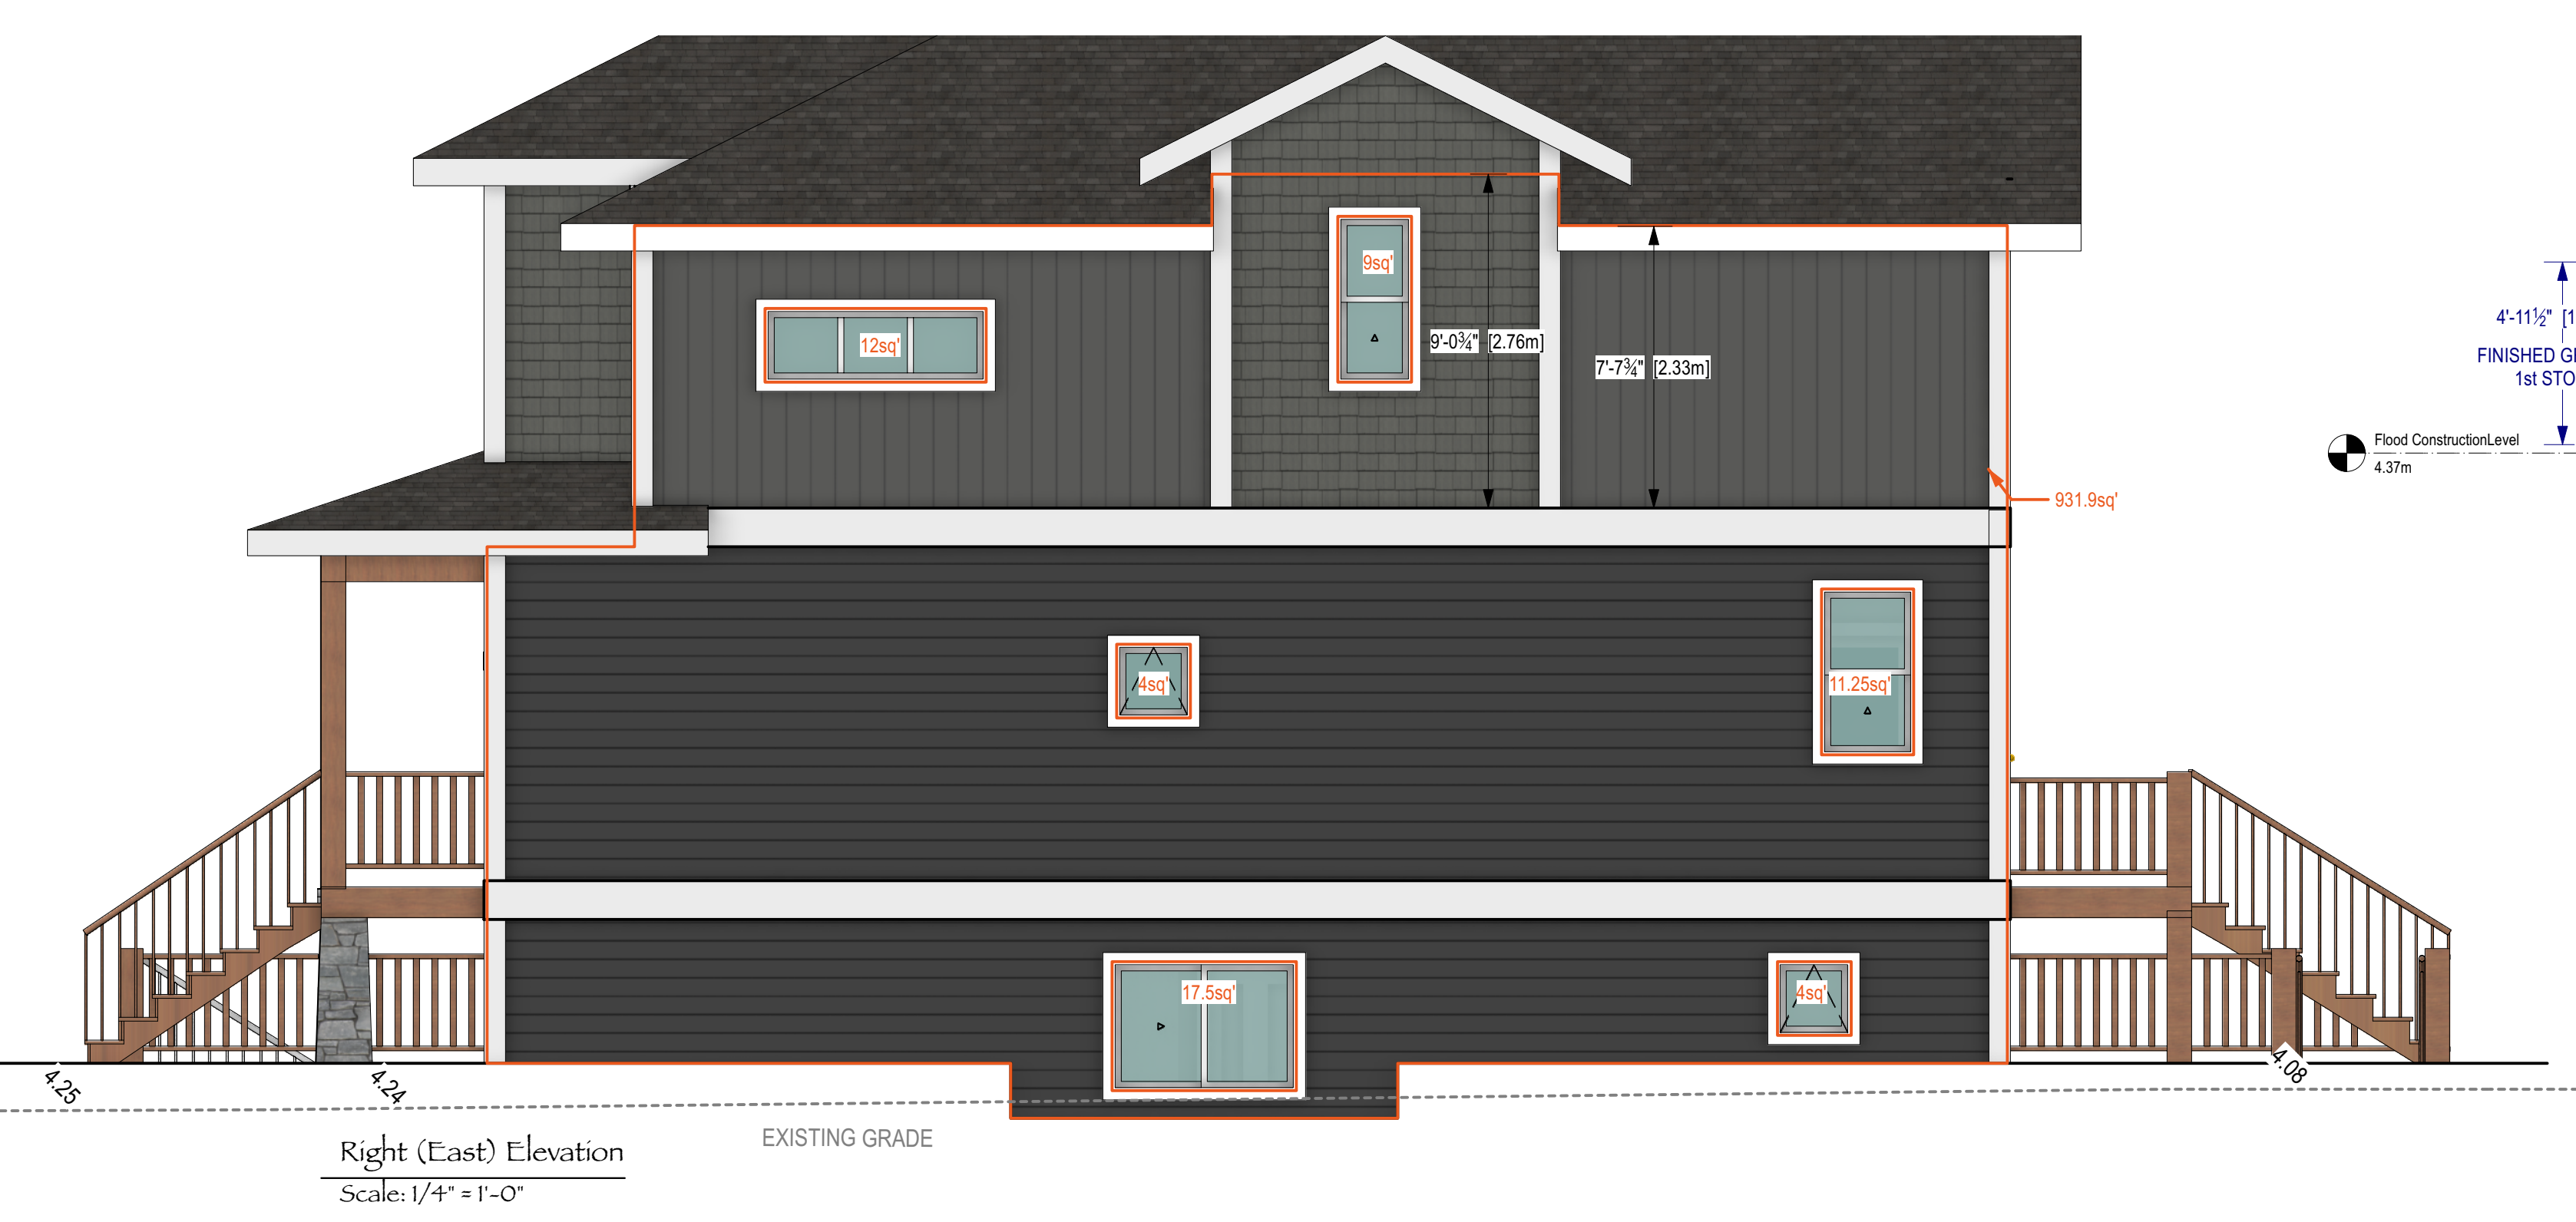 9sq'
12sq'
9'-0¾" [2.76m]
7'-7¾" [2.33m]
4'-11½"
FINISHED
1st
Flood ConstructionLevel
4.37m
931.9sq'
4sq'
11.25sq'
17.5sq'
4sq'
4.25
4.24
4.08
EXISTING GRADE
Right (East) Elevation
Scale: 1/4" = 1'-0"